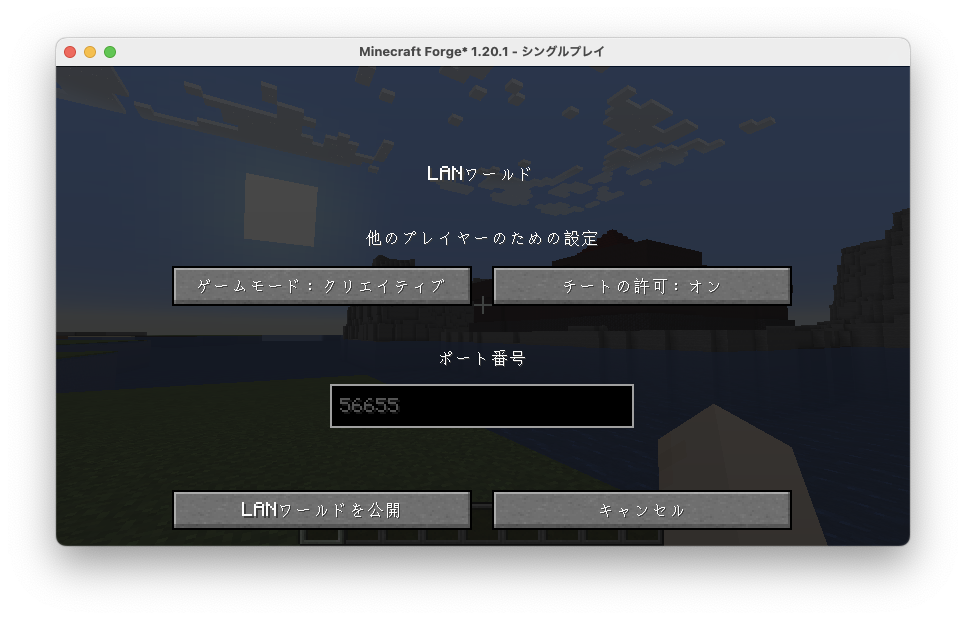 Minecraft Forge* 1.20.1 - シングルプレイ
LANワールド
他のプレイヤーのための設定
ゲームモード: クリエイティブ
チートの許可: オン
ポート番号
56655
LANワールドを公開
キャンセル